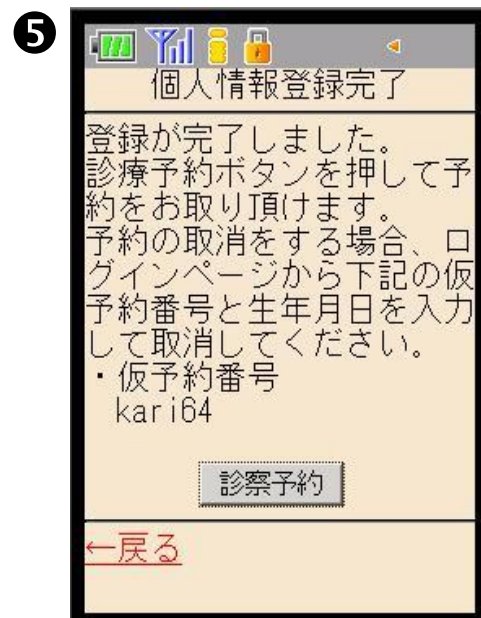 ❺
個人情報登録完了
登録が完了しました。
診療予約ボタンを押して予
約をお取り頂けます。
予約の取消をする場合、ロ
グインページから下記の仮
予約番号と生年月日を入力
して取消してください。
・仮予約番号
kari64
診察予約
←戻る